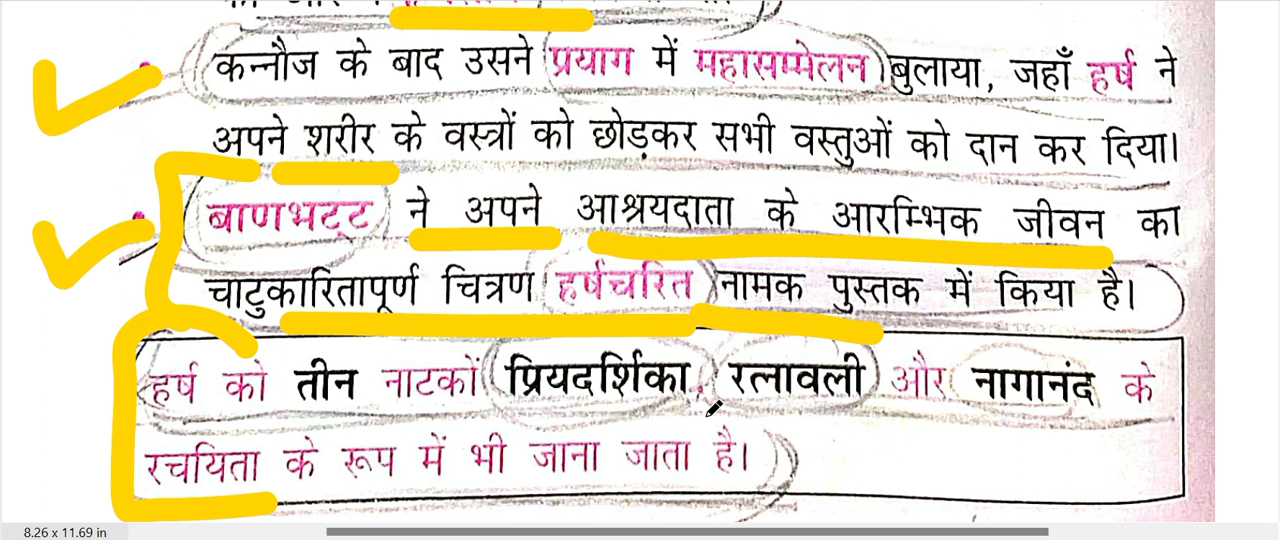 कन्नौज के बाद उसने प्रयाग में महासम्मेलन बुलाया, जहाँ हर्ष ने
अपने शरीर के वस्त्रों को छोड़कर सभी वस्तुओं को दान कर दिया।
बाणभट्ट ने अपने आश्रयदाता के आरम्भिक जीवन का
चाटुकारितापूर्ण चित्रण हर्षचरित नामक पुस्तक में किया है।
हर्ष को तीन नाटकों प्रियदर्शिका, रत्नावली और नागानंद के
रचयिता के रूप में भी जाना जाता है।
8.26 x 11.69 in